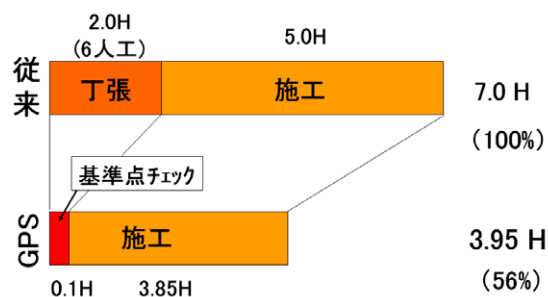 2.0H
(6人工)
5.0H
従来
丁張
施工
7.0 H
(100%)
基準点チェック
GPS
施工
3.95 H
(56%)
0.1H
3.85H